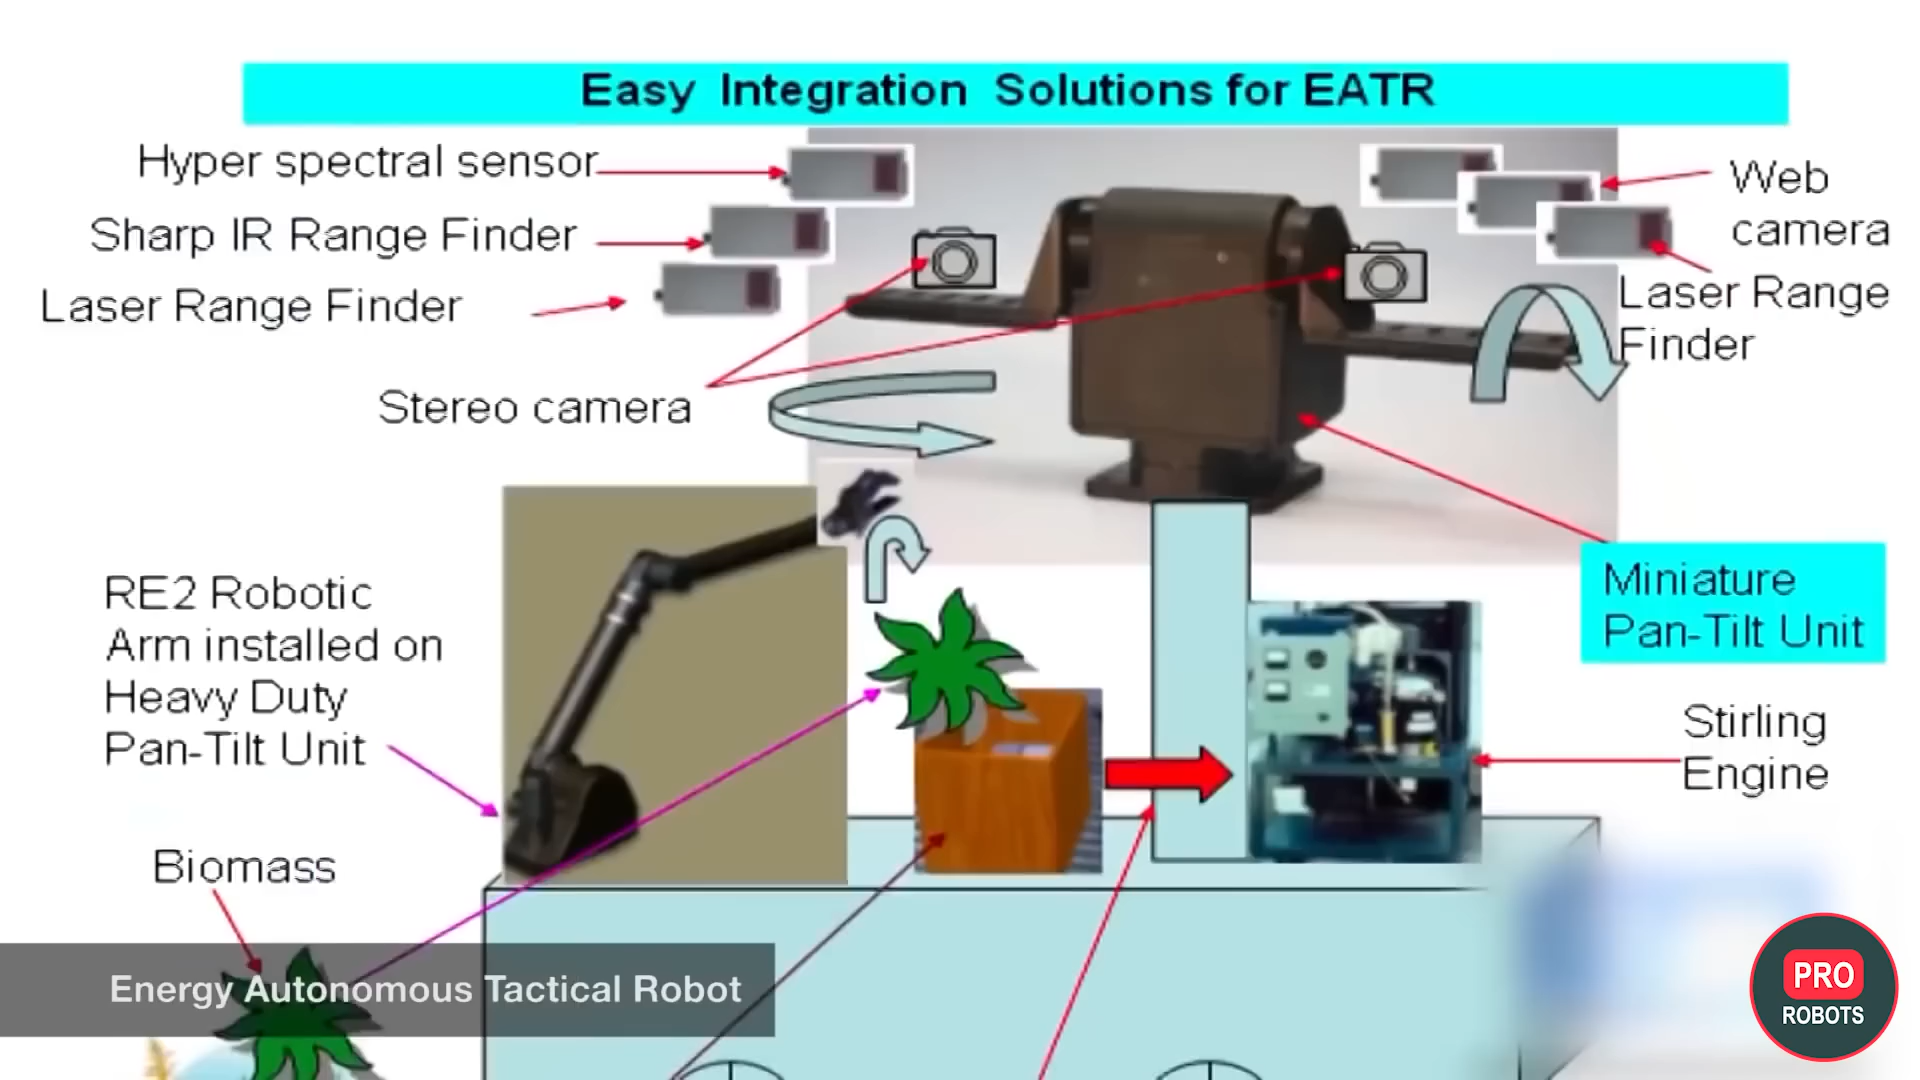 Easy Integration Solutions for EATR
Hyper spectral sensor
Sharp IR Range Finder
Laser Range Finder
Stereo camera
Web
camera
Laser Range
Finder
RE2 Robotic
Arm installed on
Heavy Duty
Pan-Tilt Unit
Miniature
Pan-Tilt Unit
Stirling
Engine
Biomass
Energy Autonomous Tactical Robot
PRO
ROBOTS